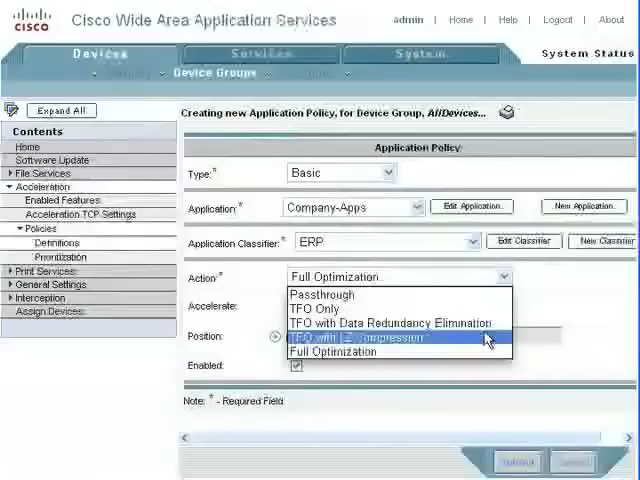 CISCO
Cisco Wide Area Application Services
admin | Home | Help | Logout | About
Devices Services System
System Status
Device Groups
Expand All
Creating new Application Policy, for Device Group, AllDevices...
Contents
Home
Software Update
File Services
Acceleration
Enabled Features
Acceleration TCP Settings
Policies
Definitions
Prioritization
Print Services
General Settings
Interception
Assign Devices
Application Policy
Type:* Basic
Application:* Company-Apps Edit Application New Application
Application Classifier:* ERP Edit Classifier New Classifier
Action:* Full Optimization
Passthrough
TFO Only
TFO with Data Redundancy Elimination
TFO with LZ Compression
Full Optimization
Accelerate:
Position:
Enabled:
Note: * - Required Field
Submit